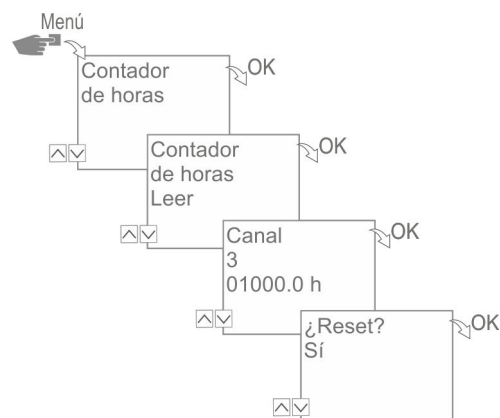 Menú
Contador
de horas
OK
Contador
de horas
Leer
OK
Canal
3
01000.0 h
OK
¿Reset?
Sí
OK